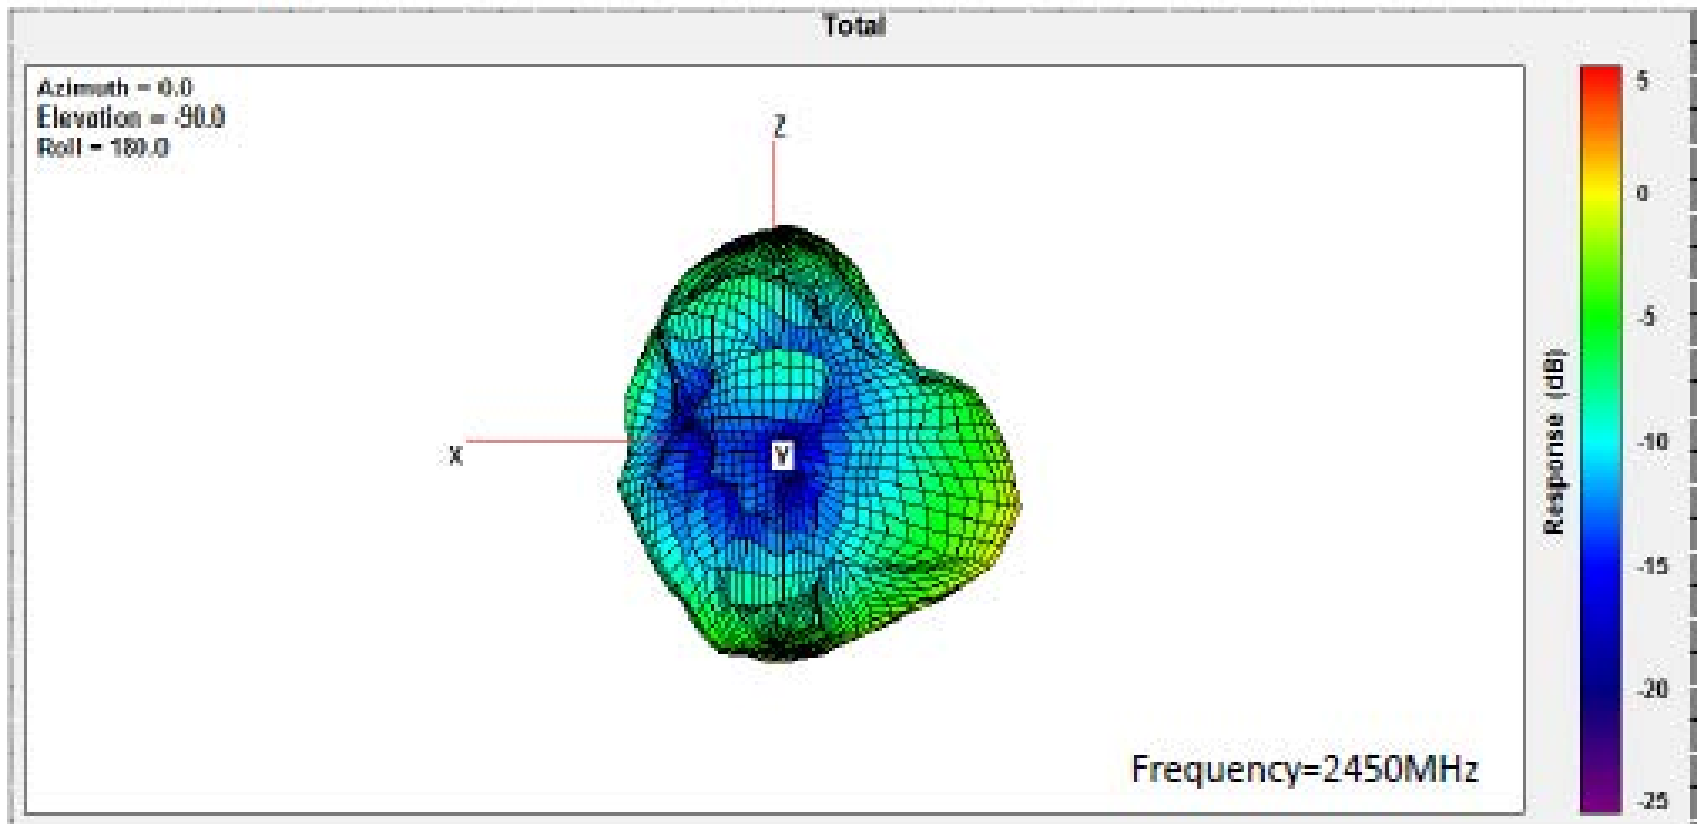 Total
Azimuth = 0.0
Elevation = -90.0
Roll = 180.0
Z
X
Y
Frequency=2450MHz
Response (dB)
5
0
-5
-10
-15
-20
-25